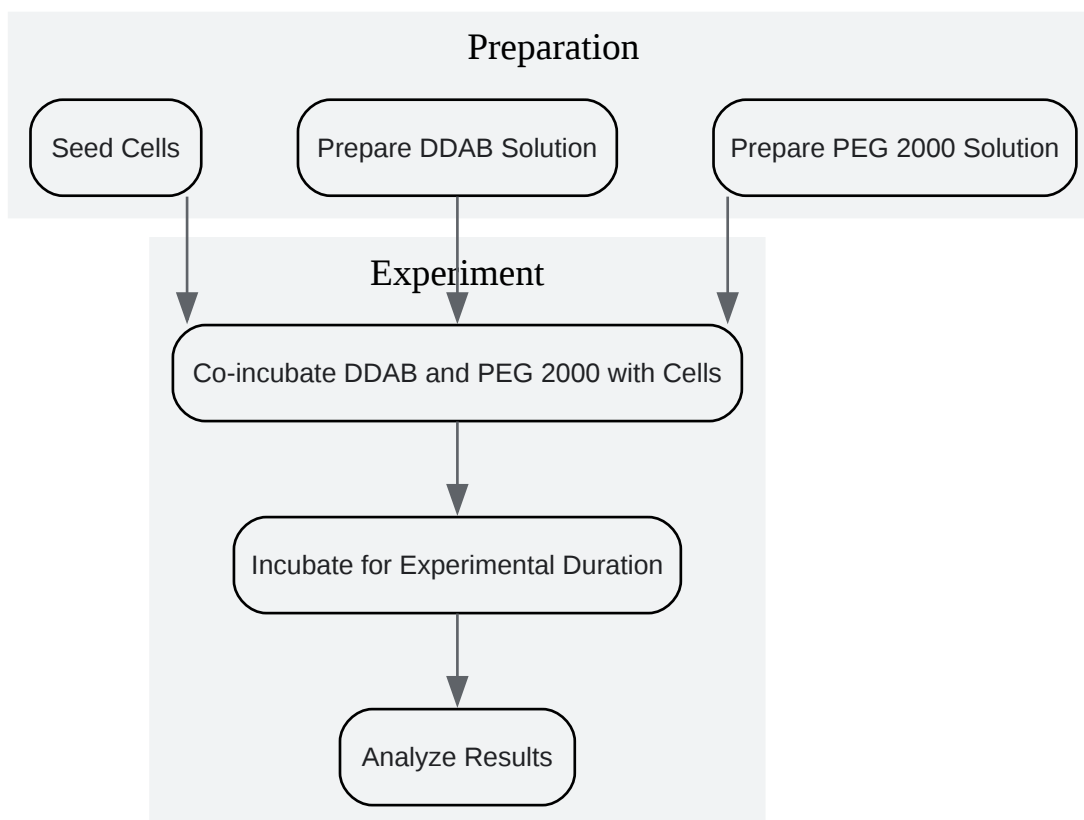 Preparation
Seed Cells
Prepare DDAB Solution
Prepare PEG 2000 Solution
Experiment
Co-incubate DDAB and PEG 2000 with Cells
Incubate for Experimental Duration
Analyze Results